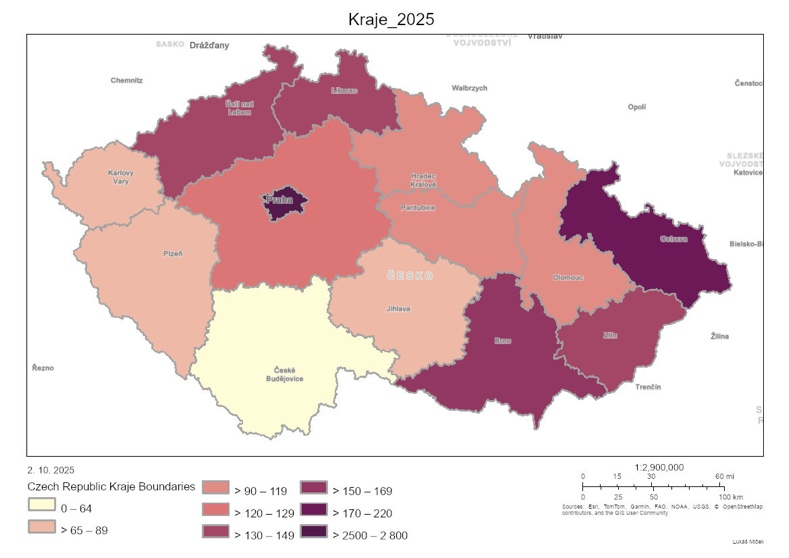 Kraje_2025
VOJVODSTVÍ
Vratislav
SASKO
Drážďany
Chemnitz
Walbrzych
Čenstoc
Opolí
Liberec
Ústí nad
Labem
SLEZSKÉ
VOJVODST
Katovice
Karlovy
Vary
Hradec
Králové
Praha
Pardubice
Plzeň
Ostrava
Bielsko-Bi
ČESKO
Olomouc
Jihlava
Brno
Zlín
Žilina
Řezno
České
Budějovice
Trenčín
S
2. 10. 2025
Czech Republic Kraje Boundaries
0 – 64
> 65 – 89
> 90 – 119
> 120 – 129
> 130 – 149
> 150 – 169
> 170 – 220
> 2500 – 2 800
1:2,900,000
0 15 30 60 mi
0 25 50 100 km
Sources: Esri, TomTom, Garmin, FAO, NOAA, USGS, © OpenStreetMap
contributors, and the GIS User Community
Lukáš Mlček